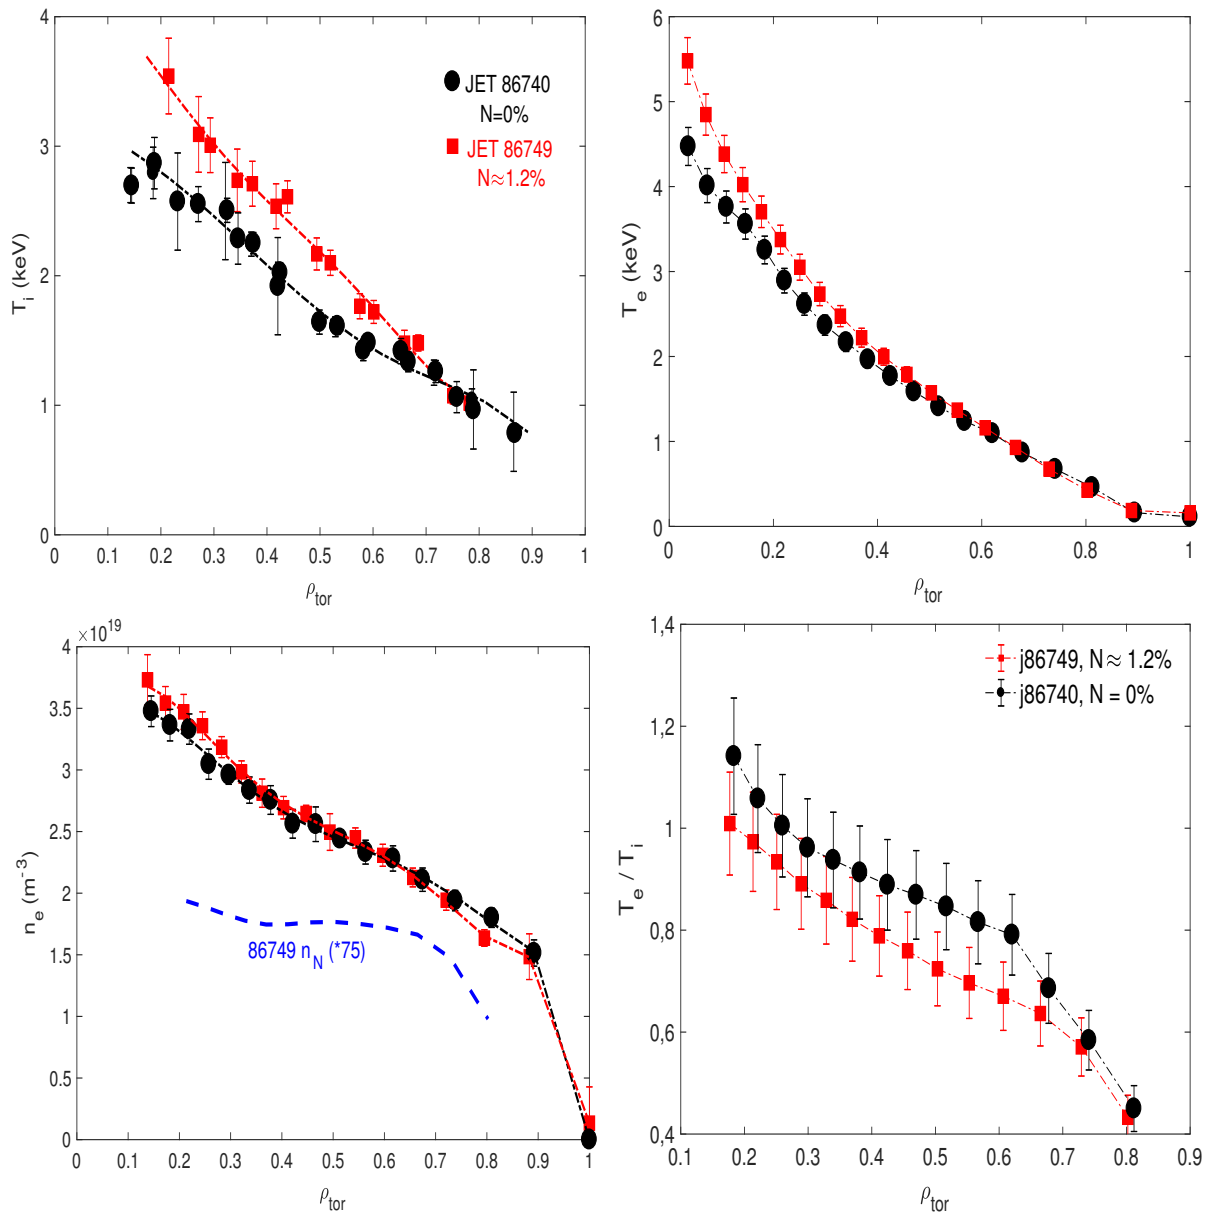 4
3
2
1
0
T_i (keV)
JET 86740
N=0%
JET 86749
N≈1.2%
0 0.1 0.2 0.3 0.4 0.5 0.6 0.7 0.8 0.9 1
ρ_tor
6
5
4
3
2
1
0
T_e (keV)
0 0.2 0.4 0.6 0.8 1
ρ_tor
×10^19
4
3.5
3
2.5
2
1.5
1
0.5
0
n_e (m^-3)
86749 n_N (*75)
0 0.1 0.2 0.3 0.4 0.5 0.6 0.7 0.8 0.9 1
ρ_tor
1,4
1,2
1
0,8
0,6
0,4
T_e / T_i
j86749, N≈ 1.2%
j86740, N = 0%
0.1 0.2 0.3 0.4 0.5 0.6 0.7 0.8 0.9
ρ_tor